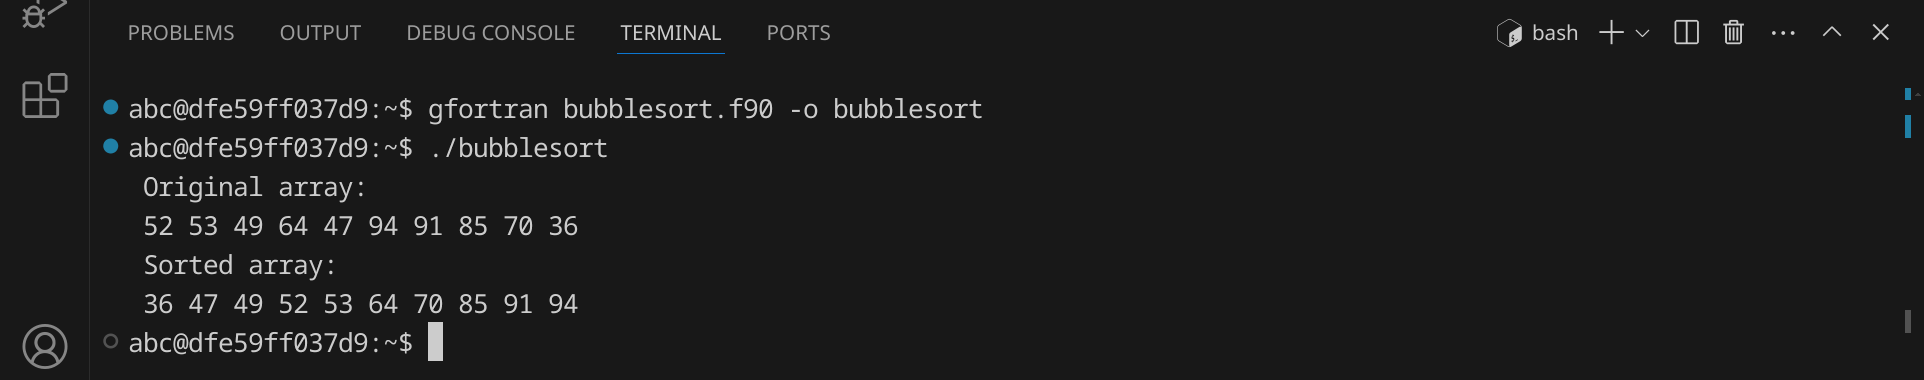 PROBLEMS OUTPUT DEBUG CONSOLE TERMINAL PORTS bash
abc@dfe59ff037d9:~$ gfortran bubblesort.f90 -o bubblesort
abc@dfe59ff037d9:~$ ./bubblesort
Original array:
52 53 49 64 47 94 91 85 70 36
Sorted array:
36 47 49 52 53 64 70 85 91 94
abc@dfe59ff037d9:~$